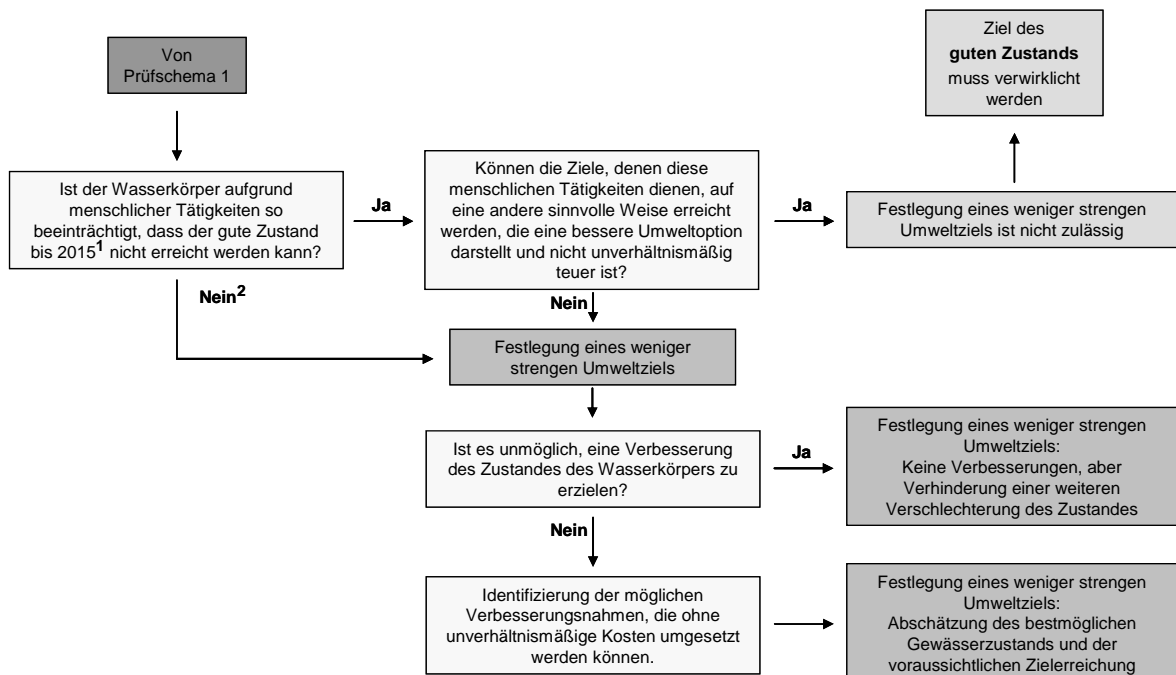 Von
Prüfschema 1
Ziel des
guten Zustands
muss verwirklicht
werden
Ist der Wasserkörper aufgrund
menschlicher Tätigkeiten so
beeinträchtigt, dass der gute Zustand
bis 2015¹ nicht erreicht werden kann?
Ja
Können die Ziele, denen diese
menschlichen Tätigkeiten dienen, auf
eine andere sinnvolle Weise erreicht
werden, die eine bessere Umweltoption
darstellt und nicht unverhältnismäßig
teuer ist?
Ja
Festlegung eines weniger strengen
Umweltziels ist nicht zulässig
Nein²
Nein
Festlegung eines weniger
strengen Umweltziels
Ist es unmöglich, eine Verbesserung
des Zustandes des Wasserkörpers zu
erzielen?
Ja
Festlegung eines weniger strengen
Umweltziels:
Keine Verbesserungen, aber
Verhinderung einer weiteren
Verschlechterung des Zustandes
Nein
Identifizierung der möglichen
Verbesserungsnahmen, die ohne
unverhältnismäßige Kosten umgesetzt
werden können.
Festlegung eines weniger strengen
Umweltziels:
Abschätzung des bestmöglichen
Gewässerzustands und der
voraussichtlichen Zielerreichung